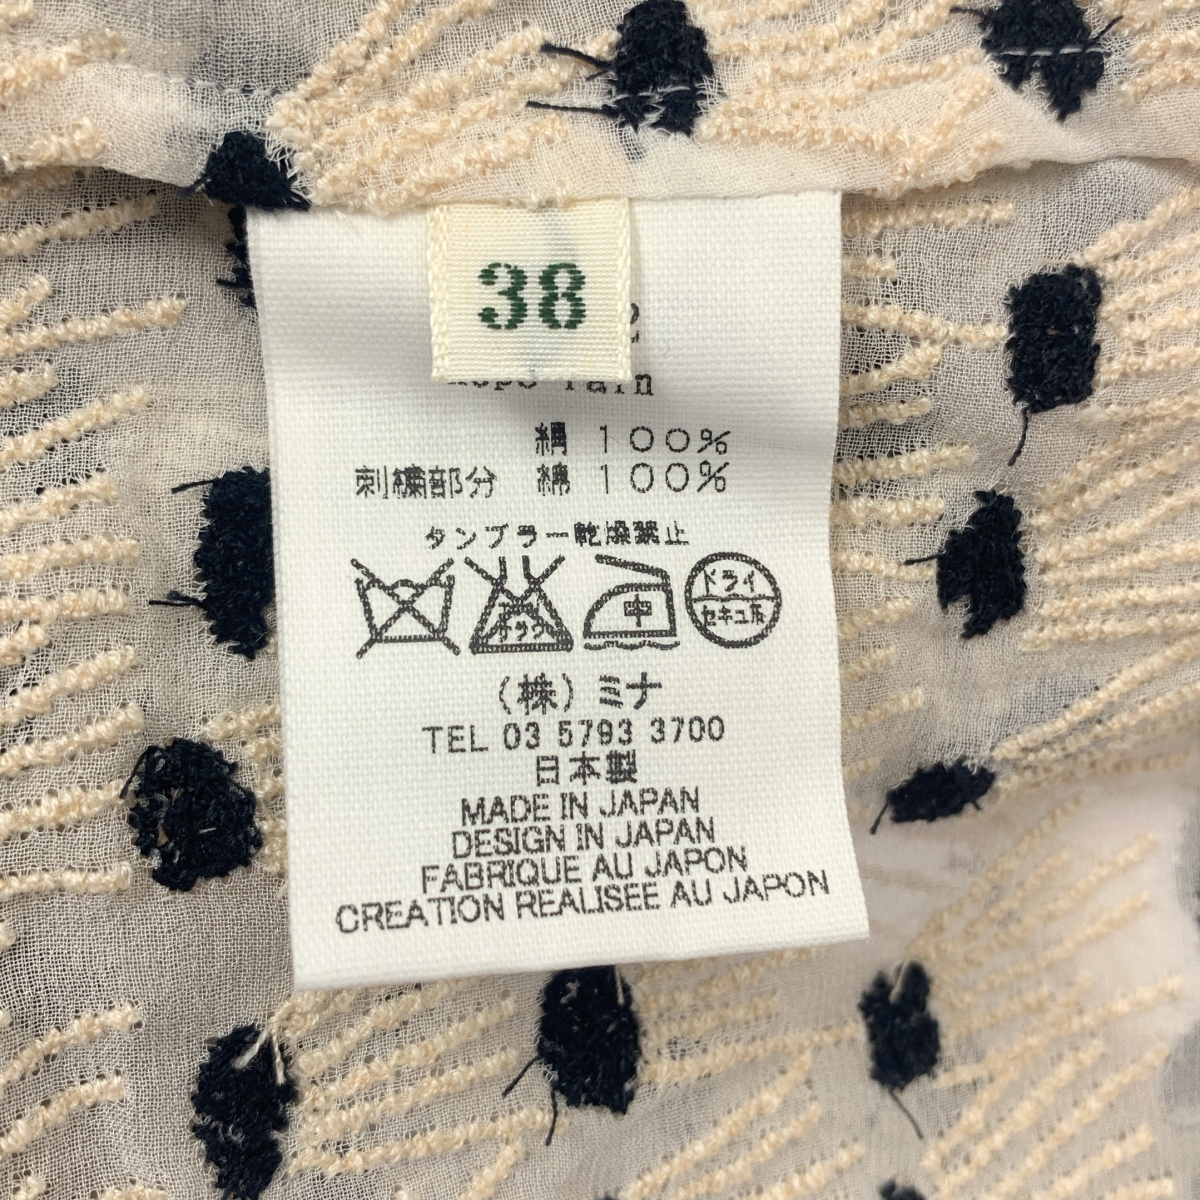 38
rain
絹 100%
刺繍部分 綿 100%
タンブラー乾燥禁止
中
ドライ
セキユ系
(株) ミナ
TEL 03 5793 3700
日本製
MADE IN JAPAN
DESIGN IN JAPAN
FABRIQUE AU JAPON
CREATION REALISEE AU JAPON